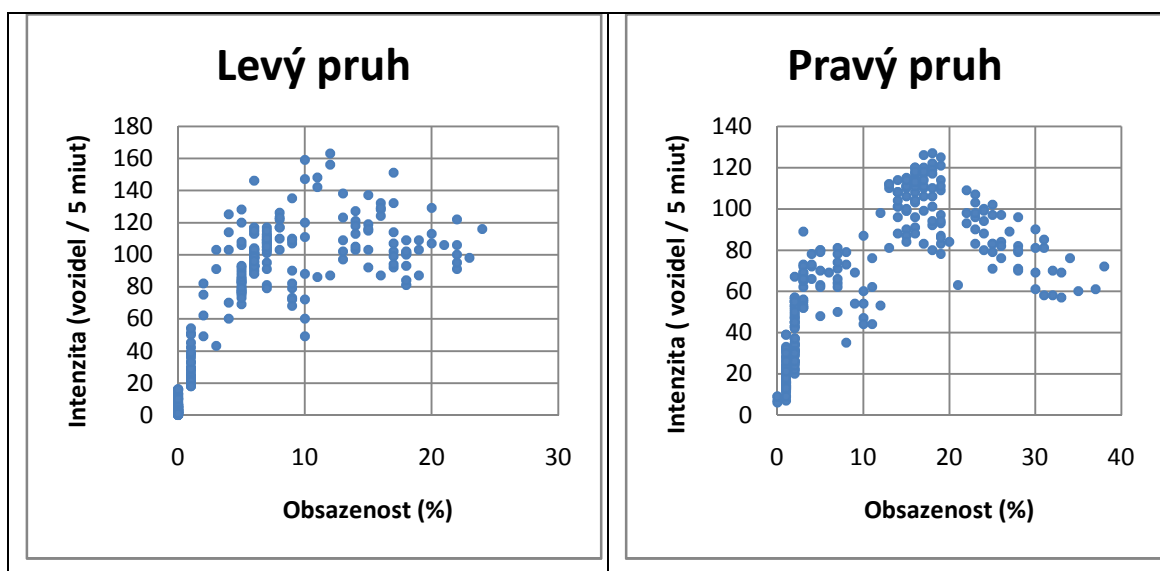 Levý pruh
Intenzita (vozidel / 5 miut)
180
160
140
120
100
80
60
40
20
0
0 10 20 30
Obsazenost (%)
Pravý pruh
Intenzita ( vozidel / 5 miut)
140
120
100
80
60
40
20
0
0 10 20 30 40
Obsazenost (%)